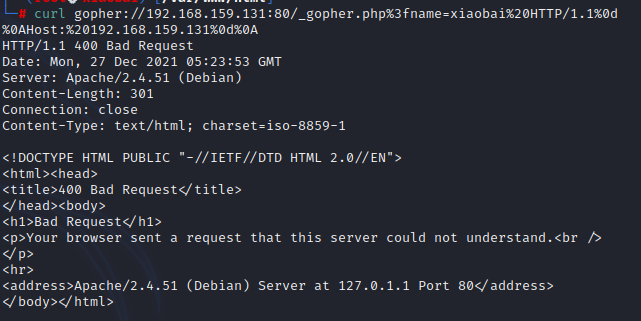 └─# curl gopher://192.168.159.131:80/_gopher.php%3fname=xiaobai%20HTTP/1.1%0d
%0AHost:%20192.168.159.131%0d%0A
HTTP/1.1 400 Bad Request
Date: Mon, 27 Dec 2021 05:23:53 GMT
Server: Apache/2.4.51 (Debian)
Content-Length: 301
Connection: close
Content-Type: text/html; charset=iso-8859-1

<!DOCTYPE HTML PUBLIC "-//IETF//DTD HTML 2.0//EN">
<html><head>
<title>400 Bad Request</title>
</head><body>
<h1>Bad Request</h1>
<p>Your browser sent a request that this server could not understand.<br />
</p>
<hr>
<address>Apache/2.4.51 (Debian) Server at 127.0.1.1 Port 80</address>
</body></html>